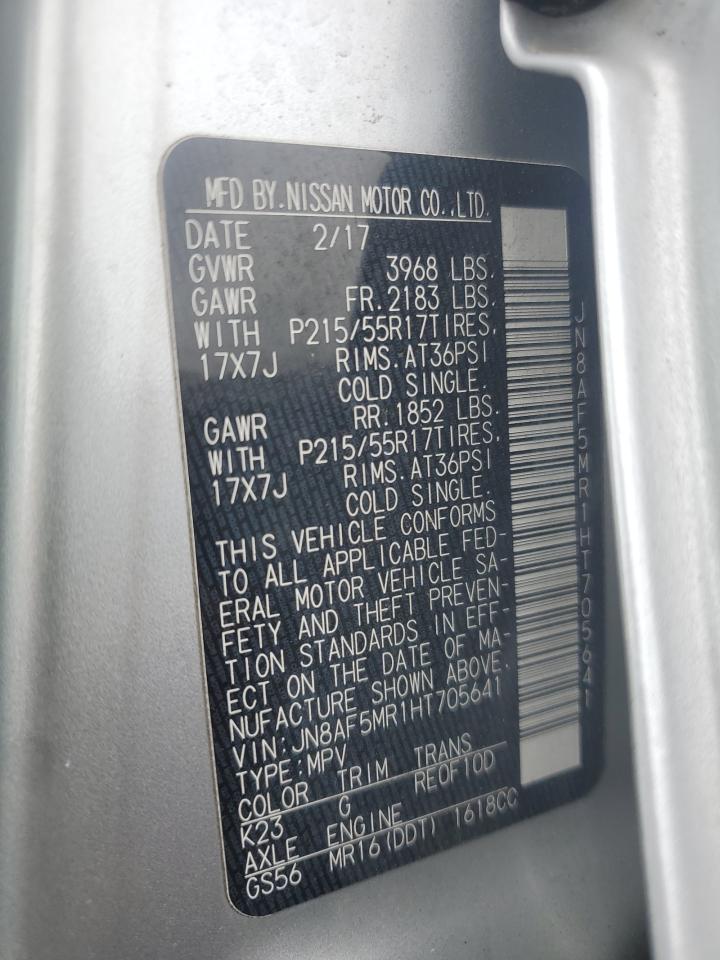 MFD BY.NISSAN MOTOR CO.,LTD.
DATE 2/17
GVWR 3968 LBS.
GAWR FR.2183 LBS.
WITH P215/55R17TIRES,
17X7J RIMS.AT36PSI
COLD SINGLE.
GAWR RR.1852 LBS.
WITH P215/55R17TIRES,
17X7J RIMS.AT36PSI
COLD SINGLE.
THIS VEHICLE CONFORMS
TO ALL APPLICABLE FED-
ERAL MOTOR VEHICLE SA-
FETY AND THEFT PREVEN-
TION STANDARDS IN EFF-
ECT ON THE DATE OF MA-
NUFACTURE SHOWN ABOVE.
VIN:JN8AF5MR1HT705641
TYPE:MPV
COLOR TRIM TRANS
K23 G RE0F10D
AXLE ENGINE
GS56 MR16(DDT) 1618CC
JN8AF5MR1HT705641